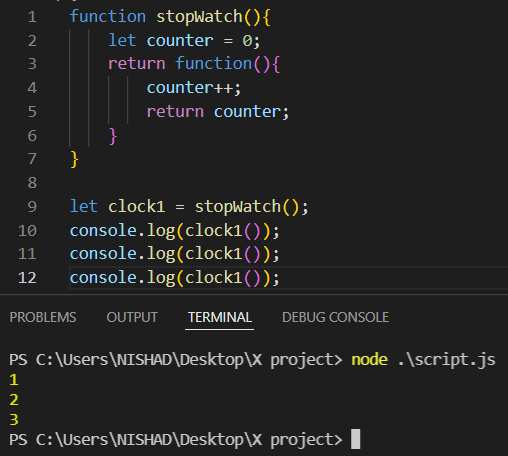 1 function stopWatch(){
2     let counter = 0;
3     return function(){
4         counter++;
5         return counter;
6     }
7 }
8
9 let clock1 = stopWatch();
10 console.log(clock1());
11 console.log(clock1());
12 console.log(clock1());
PROBLEMS OUTPUT TERMINAL DEBUG CONSOLE
PS C:\Users\NISHAD\Desktop\X project> node .\script.js
1
2
3
PS C:\Users\NISHAD\Desktop\X project>